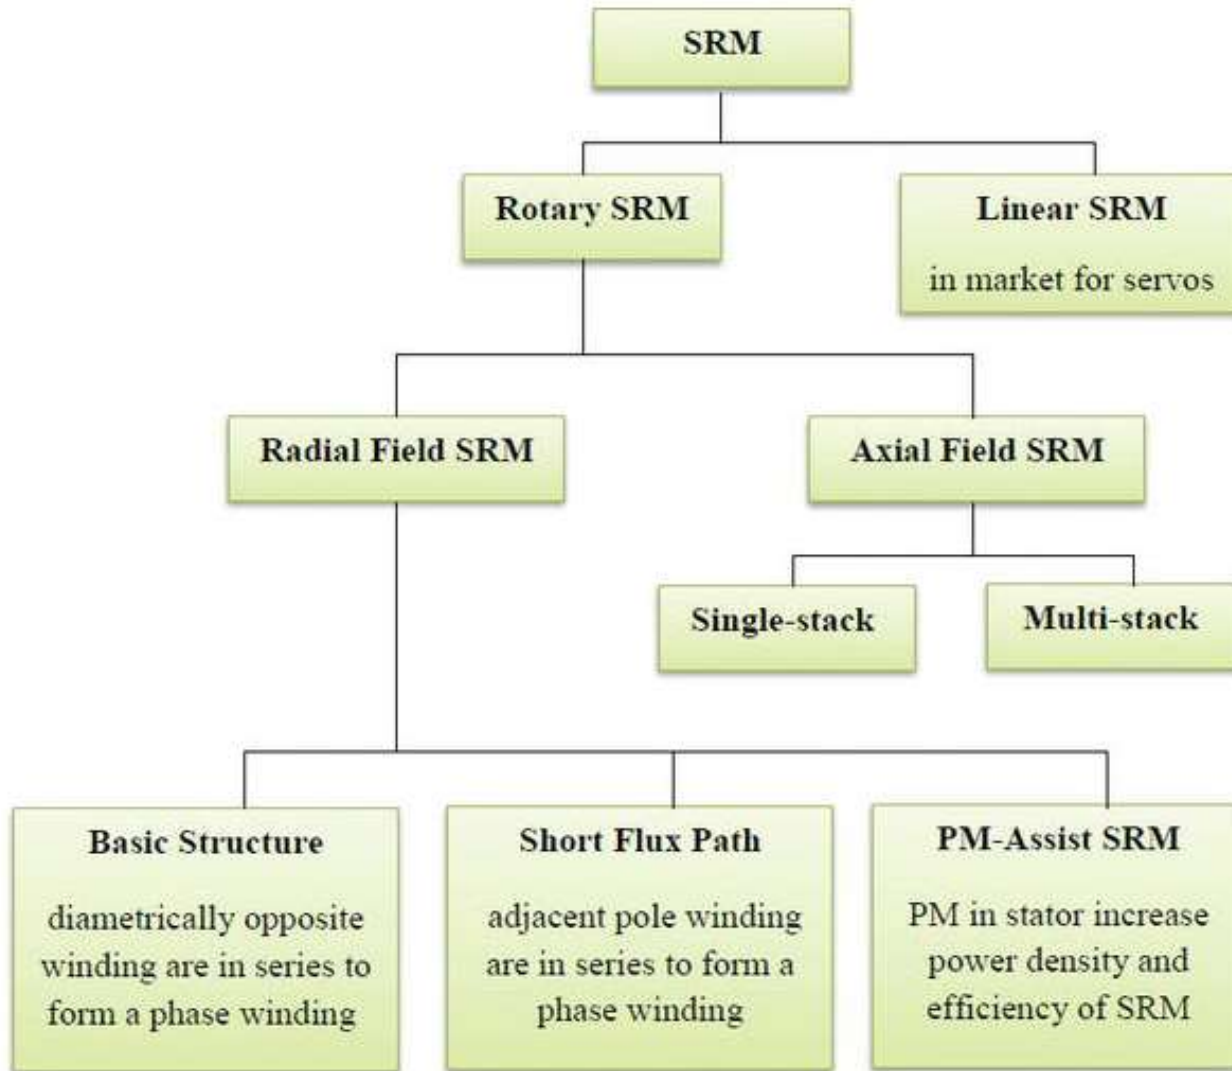 SRM
Rotary SRM
Linear SRM
in market for servos
Radial Field SRM
Axial Field SRM
Single-stack
Multi-stack
Basic Structure
diametrically opposite
winding are in series to
form a phase winding
Short Flux Path
adjacent pole winding
are in series to form a
phase winding
PM-Assist SRM
PM in stator increase
power density and
efficiency of SRM